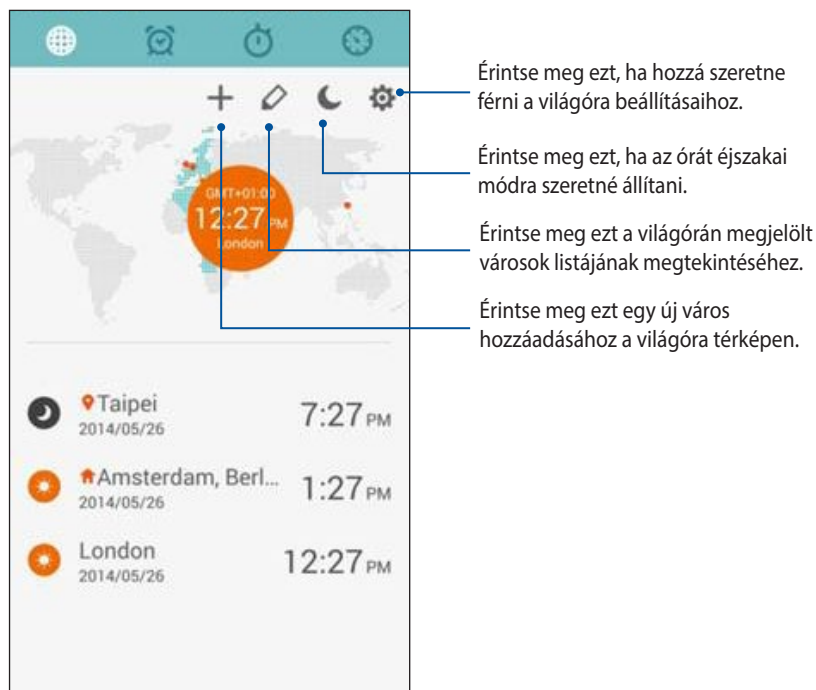 Érintse meg ezt, ha hozzá szeretne
férni a világóra beállításaihoz.
Érintse meg ezt, ha az órát éjszakai
módra szeretné állítani.
Érintse meg ezt a világórán megjelölt
városok listájának megtekintéséhez.
Érintse meg ezt egy új város
hozzáadásához a világóra térképen.
GMT+01:00
12:27 PM
London
Taipei
2014/05/26
7:27 PM
Amsterdam, Berl...
2014/05/26
1:27 PM
London
2014/05/26
12:27 PM